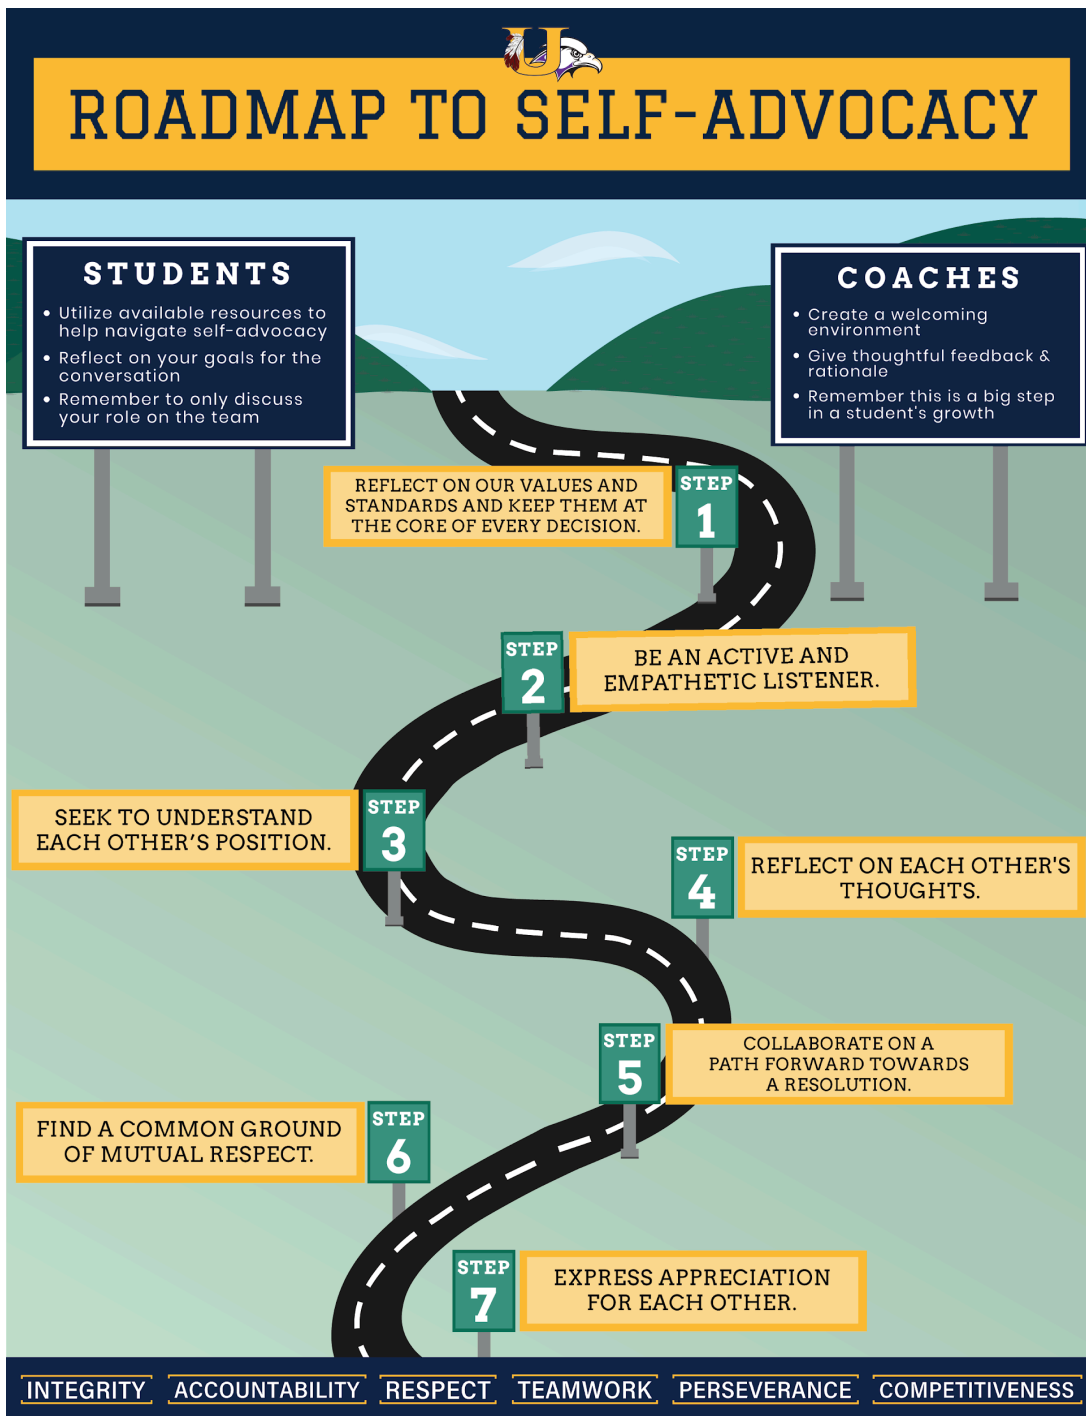 U
ROADMAP TO SELF-ADVOCACY
STUDENTS
• Utilize available resources to
help navigate self-advocacy
• Reflect on your goals for the
conversation
• Remember to only discuss
your role on the team
COACHES
• Create a welcoming
environment
• Give thoughtful feedback &
rationale
• Remember this is a big step
in a student's growth
STEP
1
REFLECT ON OUR VALUES AND
STANDARDS AND KEEP THEM AT
THE CORE OF EVERY DECISION.
STEP
2
BE AN ACTIVE AND
EMPATHETIC LISTENER.
STEP
3
SEEK TO UNDERSTAND
EACH OTHER’S POSITION.
STEP
4
REFLECT ON EACH OTHER'S
THOUGHTS.
STEP
5
COLLABORATE ON A
PATH FORWARD TOWARDS
A RESOLUTION.
STEP
6
FIND A COMMON GROUND
OF MUTUAL RESPECT.
STEP
7
EXPRESS APPRECIATION
FOR EACH OTHER.
INTEGRITY ACCOUNTABILITY RESPECT TEAMWORK PERSEVERANCE COMPETITIVENESS